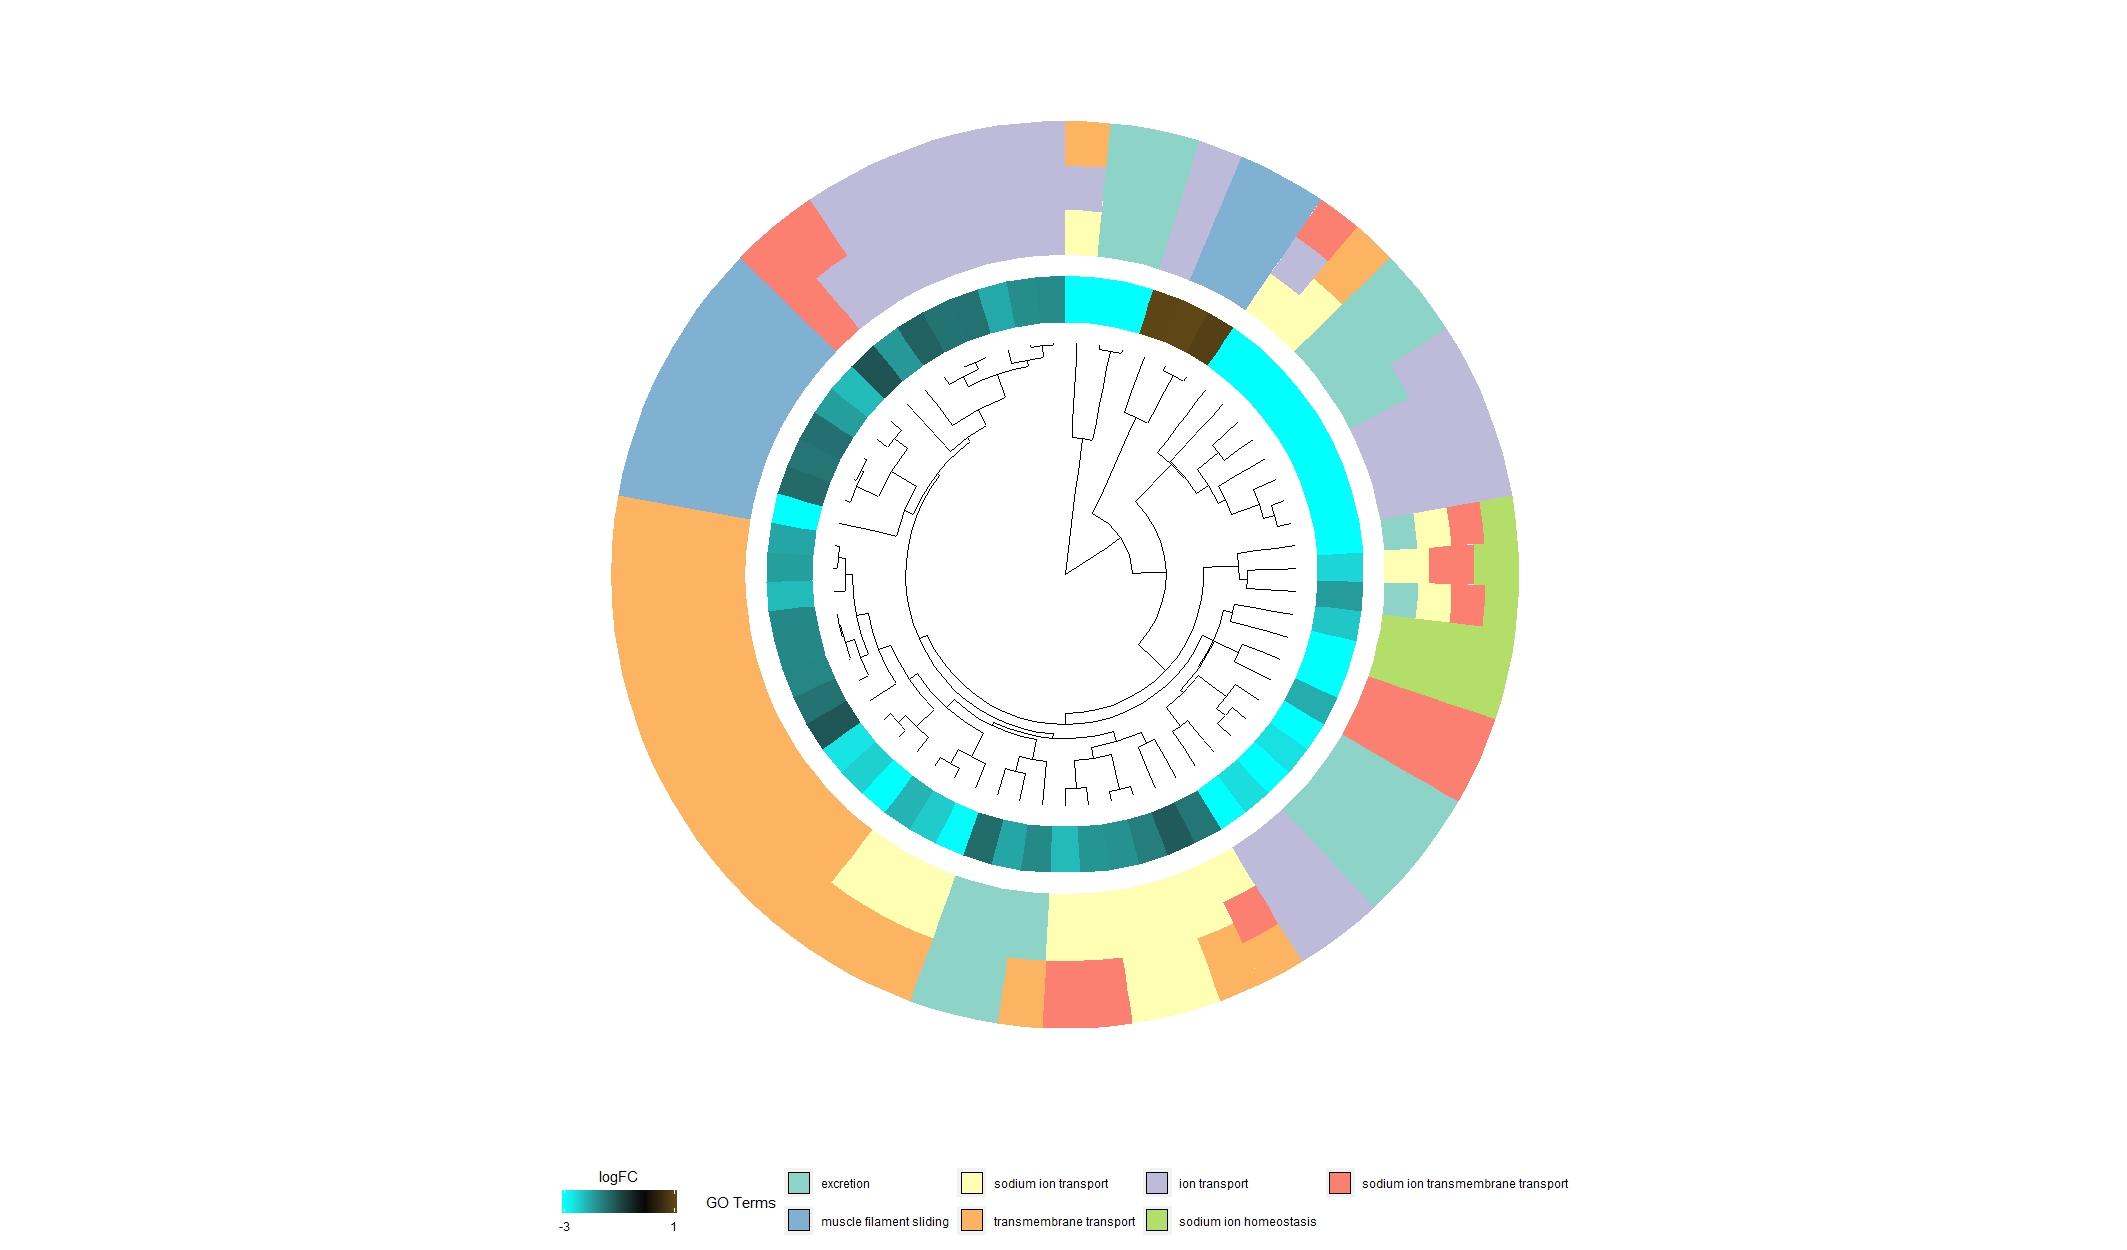 logFC
-3 1
GO Terms
excretion sodium ion transport ion transport sodium ion transmembrane transport
muscle filament sliding transmembrane transport sodium ion homeostasis